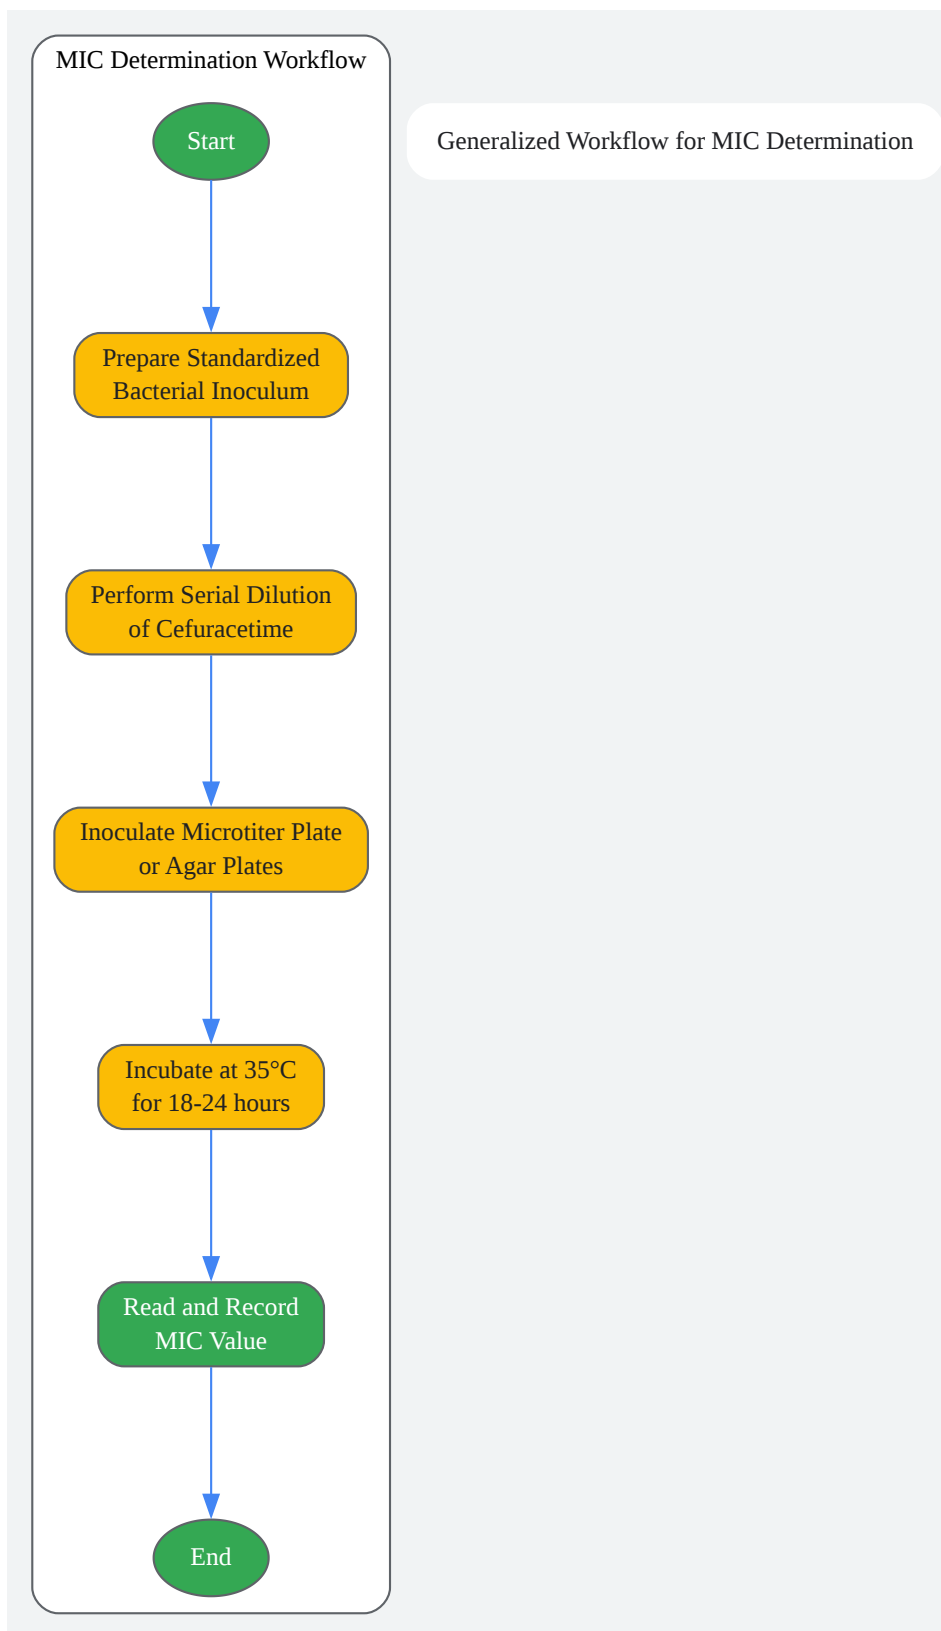 MIC Determination Workflow
Start
Generalized Workflow for MIC Determination
Prepare Standardized
Bacterial Inoculum
Perform Serial Dilution
of Cefuracetime
Inoculate Microtiter Plate
or Agar Plates
Incubate at 35°C
for 18-24 hours
Read and Record
MIC Value
End